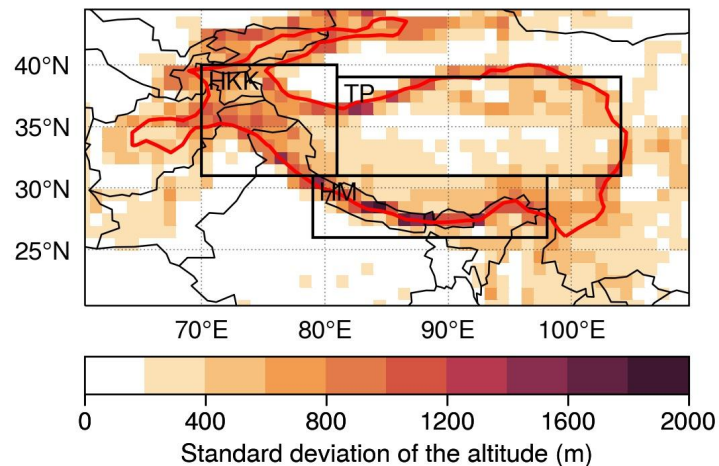 40°N
HKK
TP
35°N
30°N
HM
25°N
70°E 80°E 90°E 100°E
0 400 800 1200 1600 2000
Standard deviation of the altitude (m)